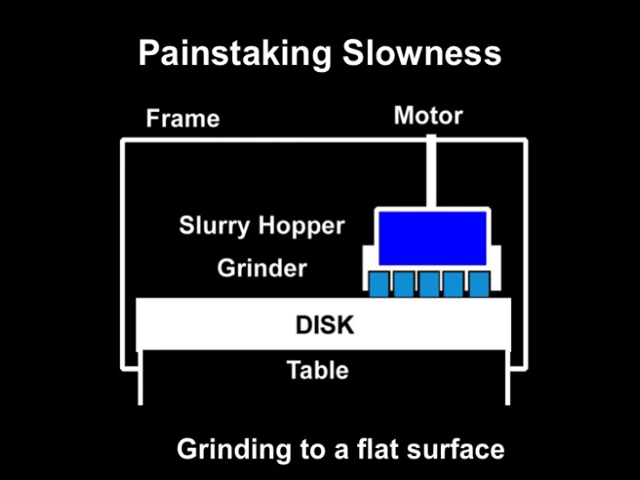 Painstaking Slowness
Frame
Motor
Slurry Hopper
Grinder
DISK
Table
Grinding to a flat surface